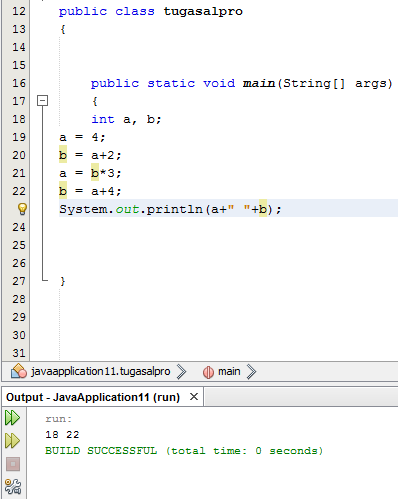 12 public class tugasalpro
13 {
14
15
16 public static void main(String[] args)
17 {
18 int a, b;
19 a = 4;
20 b = a+2;
21 a = b*3;
22 b = a+4;
System.out.println(a+" "+b);
24
25
26
27 }
28
29
30
31
javaapplication11.tugasalpro main
Output - JavaApplication11 (run) ×
run:
18 22
BUILD SUCCESSFUL (total time: 0 seconds)